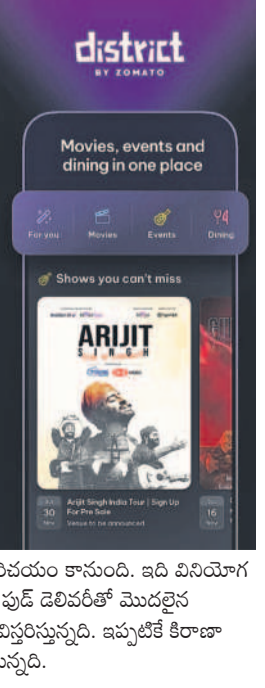 district
BY ZOMATO
Movies, events and
dining in one place
For you
Movies
Events
Dining
Shows you can't miss
ARIJIT
SINGH
30
Nov
Arijit Singh India Tour | Sign Up
For Pre Sale
Venue to be announced
16
Nov
రిచయం కానుంది. ఇది వినియోగ
ఫుడ్ డెలివరీతో మొదలైన
విస్తరిస్తున్నది. ఇప్పటికే కిరాణా
న్నది.